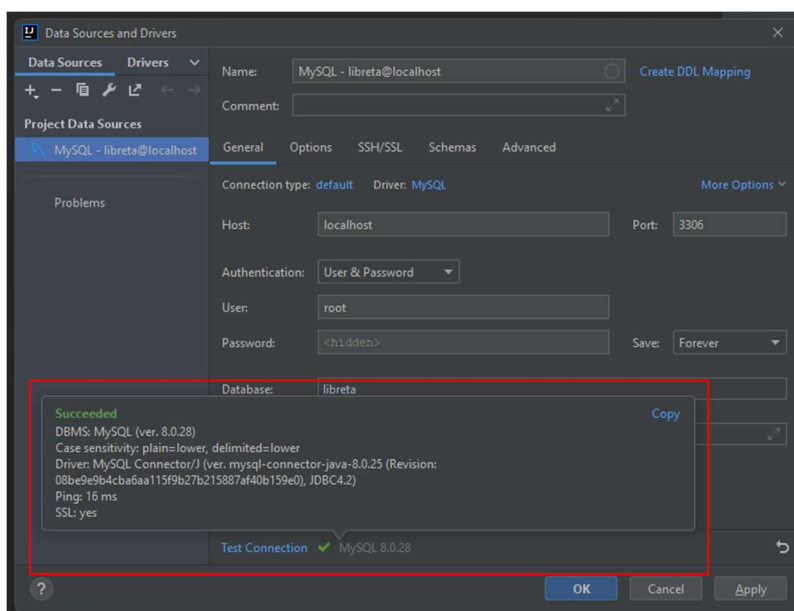 Data Sources and Drivers
Data Sources Drivers
Project Data Sources
MySQL - libreta@localhost
Problems
Name: MySQL - libreta@localhost Create DDL Mapping
Comment:
General Options SSH/SSL Schemas Advanced
Connection type: default Driver: MySQL More Options
Host: localhost Port: 3306
Authentication: User & Password
User: root
Password: <hidden> Save: Forever
Database: libreta
Succeeded Copy
DBMS: MySQL (ver. 8.0.28)
Case sensitivity: plain=lower, delimited=lower
Driver: MySQL Connector/J (ver. mysql-connector-java-8.0.25 (Revision:
08be9e9b4cba6aa115f9b27b215887af40b159e0), JDBC4.2)
Ping: 16 ms
SSL: yes
Test Connection MySQL 8.0.28
? OK Cancel Apply